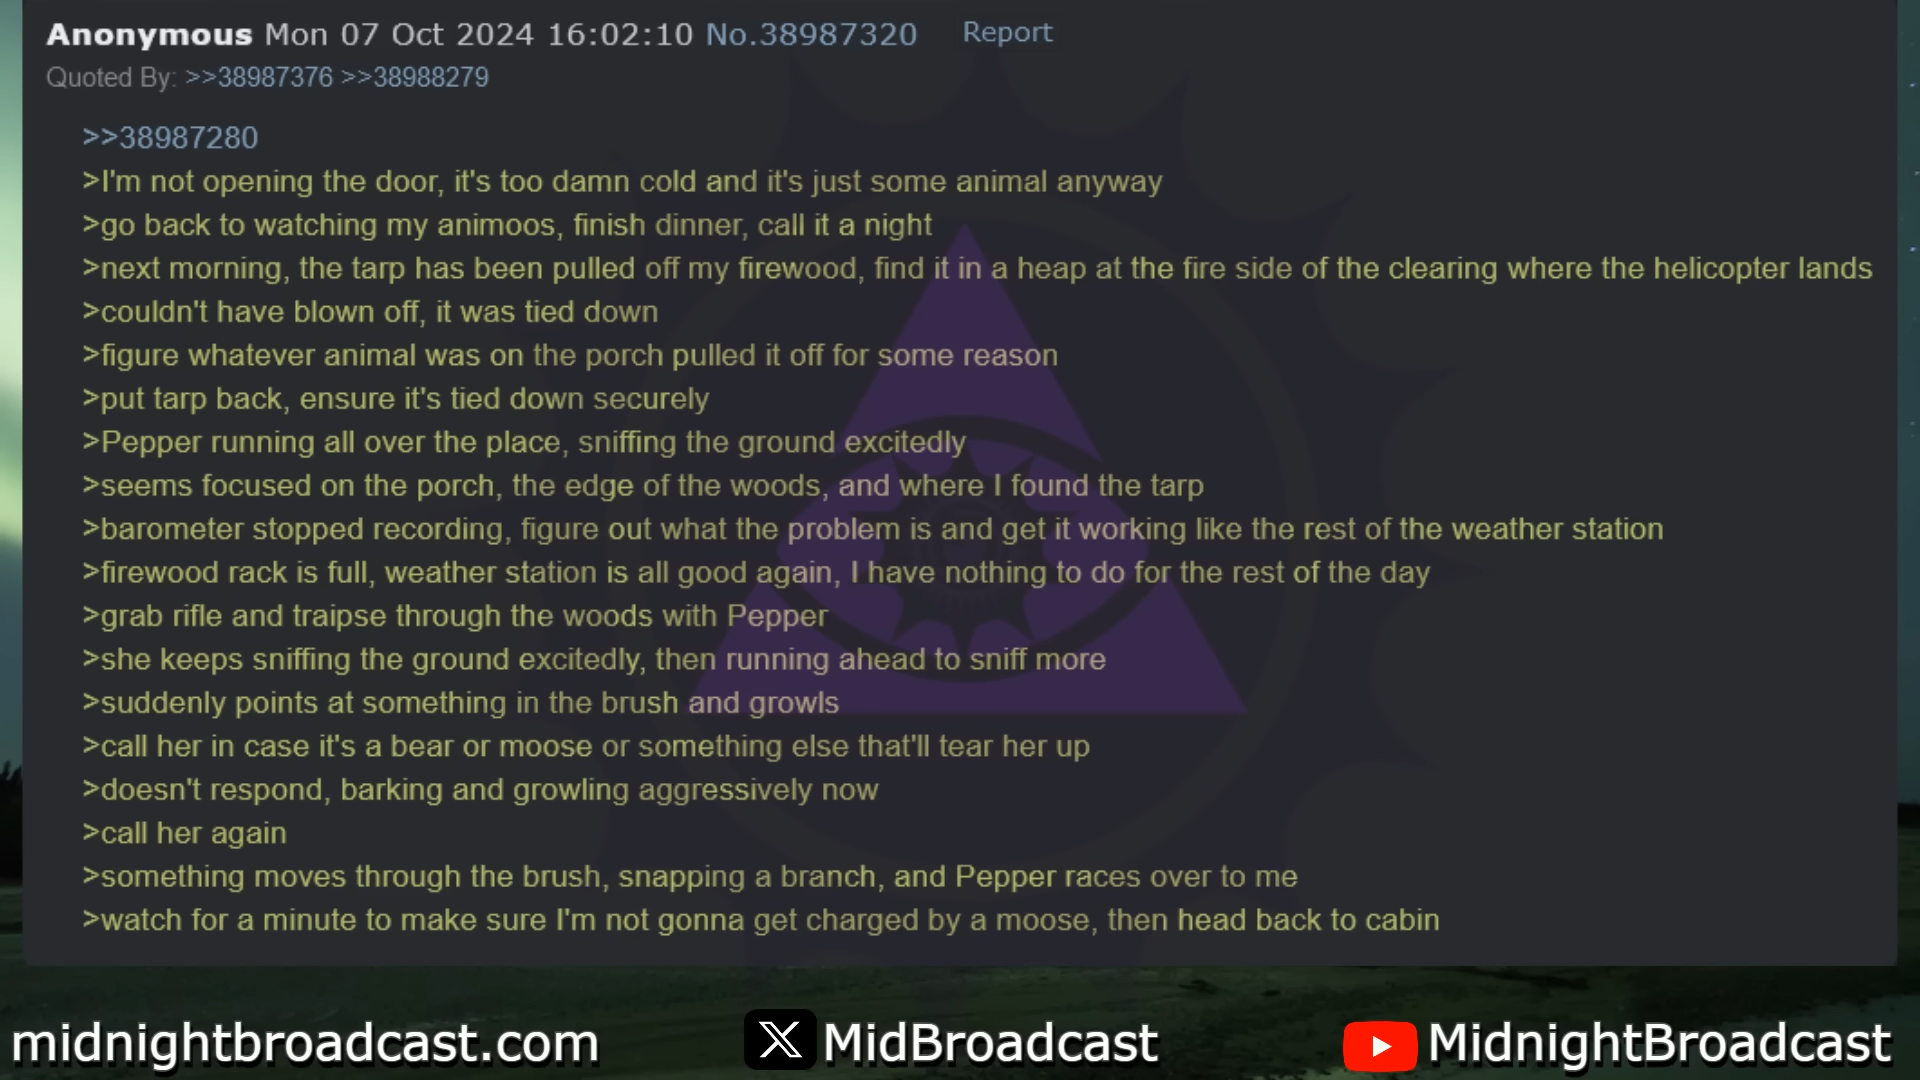 Anonymous Mon 07 Oct 2024 16:02:10 No.38987320 Report
Quoted By: >>38987376 >>38988279
>>38987280
>I'm not opening the door, it's too damn cold and it's just some animal anyway
>go back to watching my animoos, finish dinner, call it a night
>next morning, the tarp has been pulled off my firewood, find it in a heap at the fire side of the clearing where the helicopter lands
>couldn't have blown off, it was tied down
>figure whatever animal was on the porch pulled it off for some reason
>put tarp back, ensure it's tied down securely
>Pepper running all over the place, sniffing the ground excitedly
>seems focused on the porch, the edge of the woods, and where I found the tarp
>barometer stopped recording, figure out what the problem is and get it working like the rest of the weather station
>firewood rack is full, weather station is all good again, I have nothing to do for the rest of the day
>grab rifle and traipse through the woods with Pepper
>she keeps sniffing the ground excitedly, then running ahead to sniff more
>suddenly points at something in the brush and growls
>call her in case it's a bear or moose or something else that'll tear her up
>doesn't respond, barking and growling aggressively now
>call her again
>something moves through the brush, snapping a branch, and Pepper races over to me
>watch for a minute to make sure I'm not gonna get charged by a moose, then head back to cabin
midnightbroadcast.com MidBroadcast MidnightBroadcast